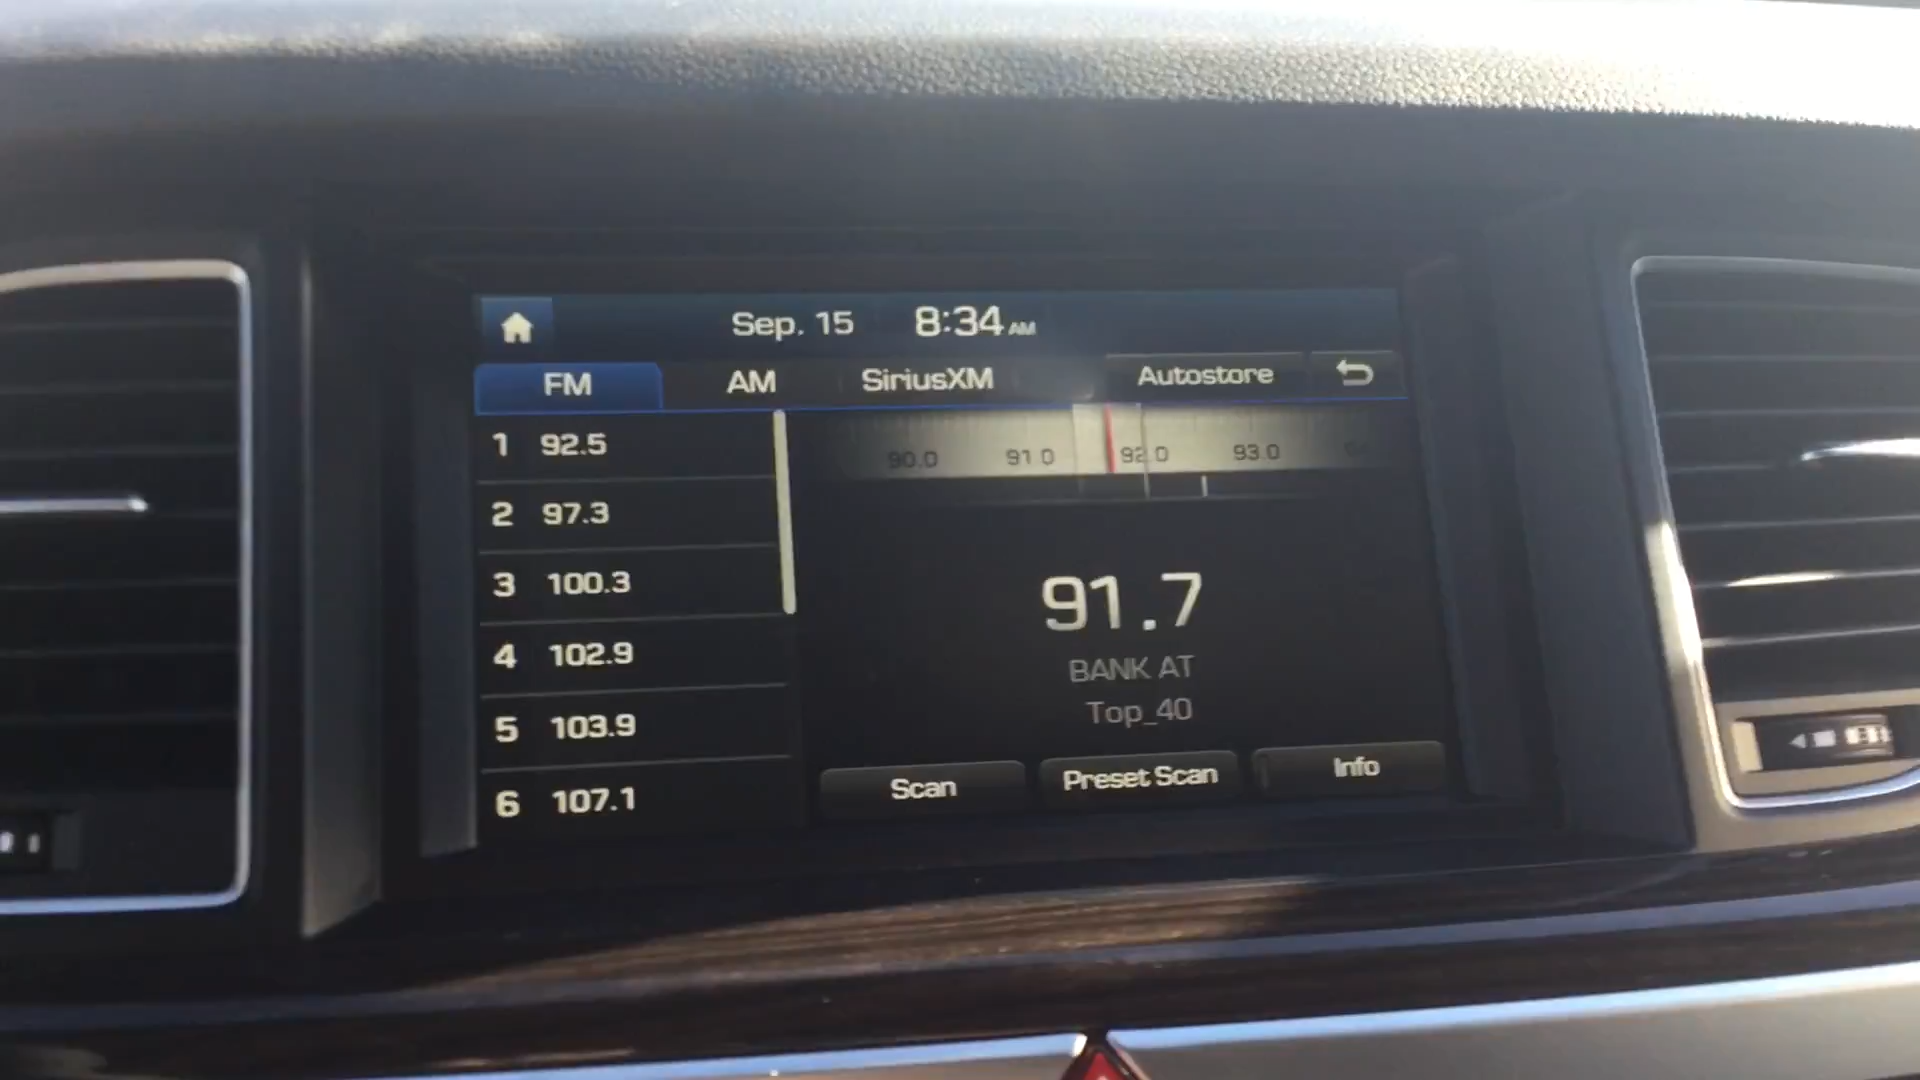 Sep. 15 8:34 AM
FM AM SiriusXM Autostore
90.0 91.0 92.0 93.0
1 92.5
2 97.3
3 100.3
4 102.9
5 103.9
6 107.1
91.7
BANK AT
Top_40
Scan Preset Scan Info